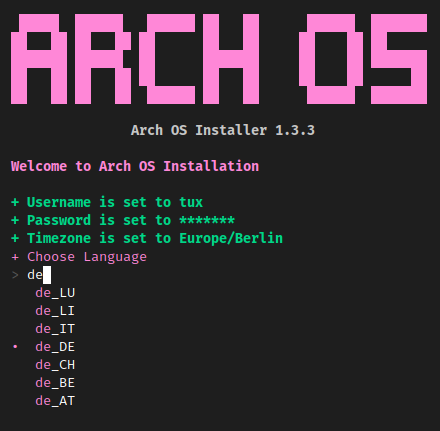 ARCH OS
Arch OS Installer 1.3.3
Welcome to Arch OS Installation
+ Username is set to tux
+ Password is set to *******
+ Timezone is set to Europe/Berlin
+ Choose Language
> de
de_LU
de_LI
de_IT
• de_DE
de_CH
de_BE
de_AT